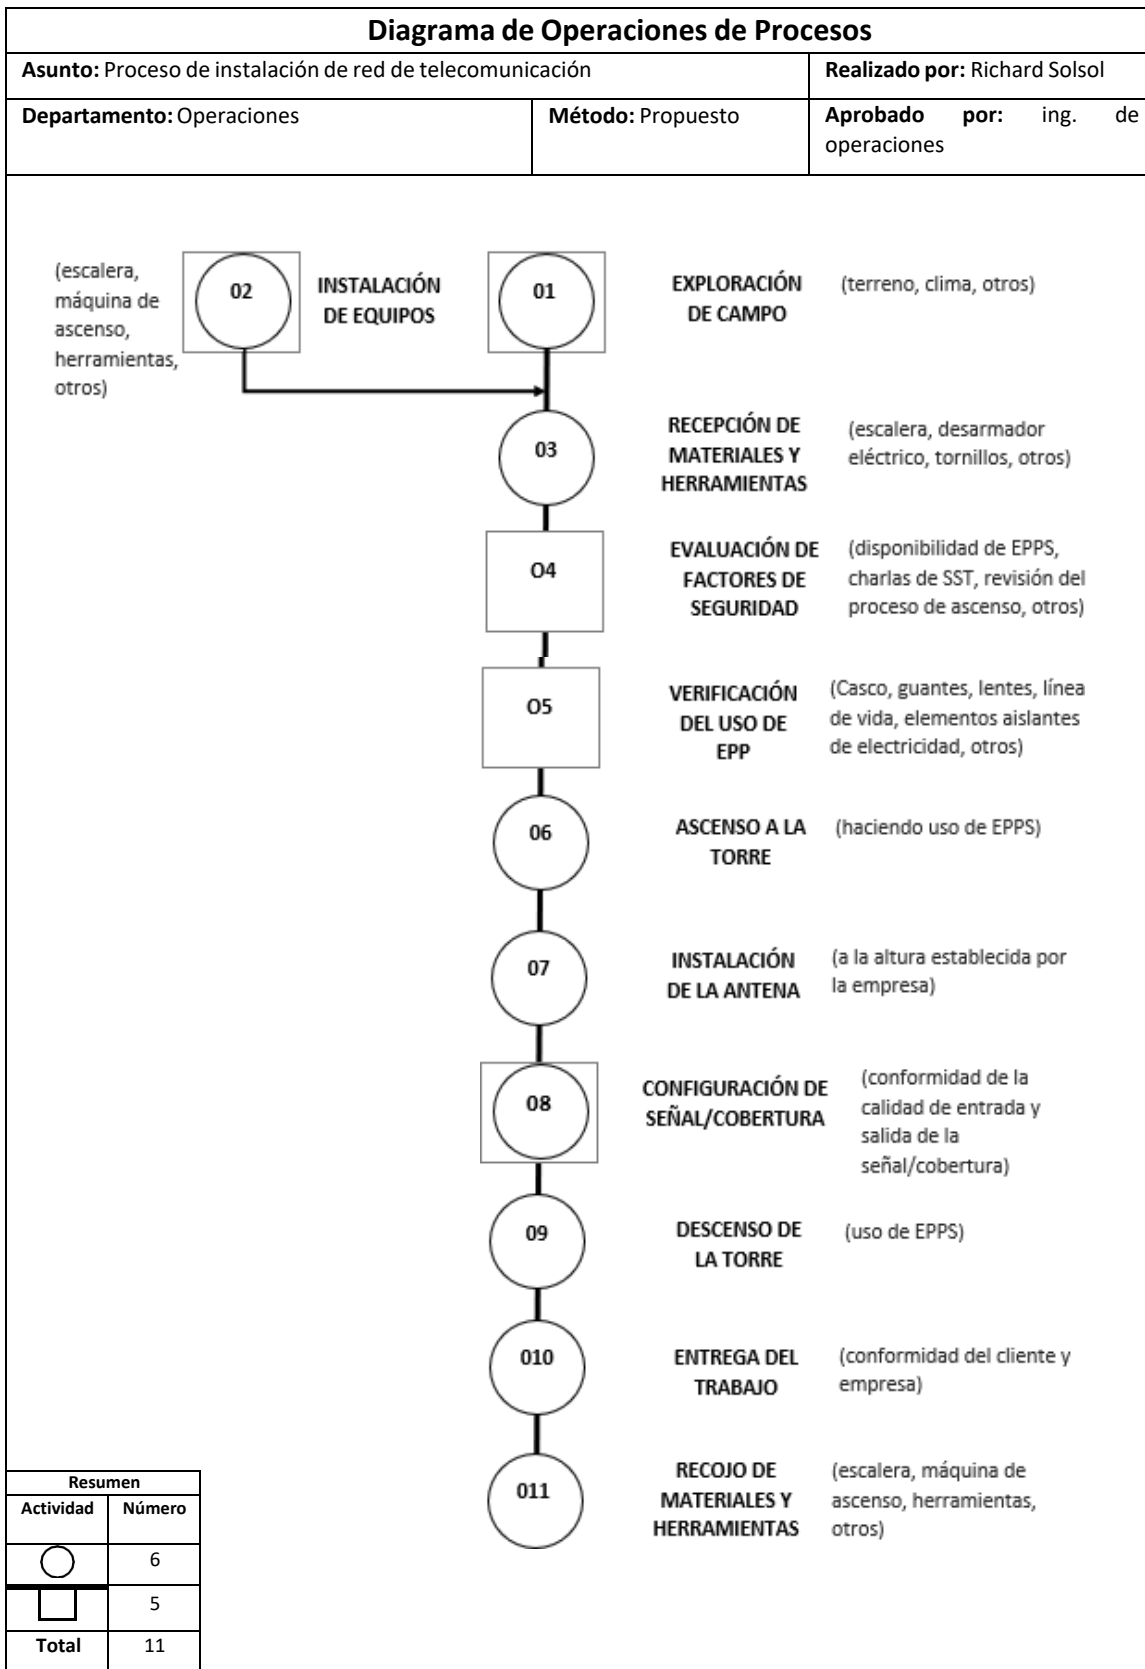 Diagrama de Operaciones de Procesos
Asunto: Proceso de instalación de red de telecomunicación
Realizado por: Richard Solsol
Departamento: Operaciones
Método: Propuesto
Aprobado por: ing. de
operaciones
(escalera,
máquina de
ascenso,
herramientas,
otros)
02
INSTALACIÓN
DE EQUIPOS
01
EXPLORACIÓN
DE CAMPO
(terreno, clima, otros)
03
RECEPCIÓN DE
MATERIALES Y
HERRAMIENTAS
(escalera, desarmador
eléctrico, tornillos, otros)
O4
EVALUACIÓN DE
FACTORES DE
SEGURIDAD
(disponibilidad de EPPS,
charlas de SST, revisión del
proceso de ascenso, otros)
O5
VERIFICACIÓN
DEL USO DE
EPP
(Casco, guantes, lentes, línea
de vida, elementos aislantes
de electricidad, otros)
06
ASCENSO A LA
TORRE
(haciendo uso de EPPS)
07
INSTALACIÓN
DE LA ANTENA
(a la altura establecida por
la empresa)
08
CONFIGURACIÓN DE
SEÑAL/COBERTURA
(conformidad de la
calidad de entrada y
salida de la
señal/cobertura)
09
DESCENSO DE
LA TORRE
(uso de EPPS)
010
ENTREGA DEL
TRABAJO
(conformidad del cliente y
empresa)
011
RECOJO DE
MATERIALES Y
HERRAMIENTAS
(escalera, máquina de
ascenso, herramientas,
otros)
Resumen
Actividad Número
6
5
Total 11